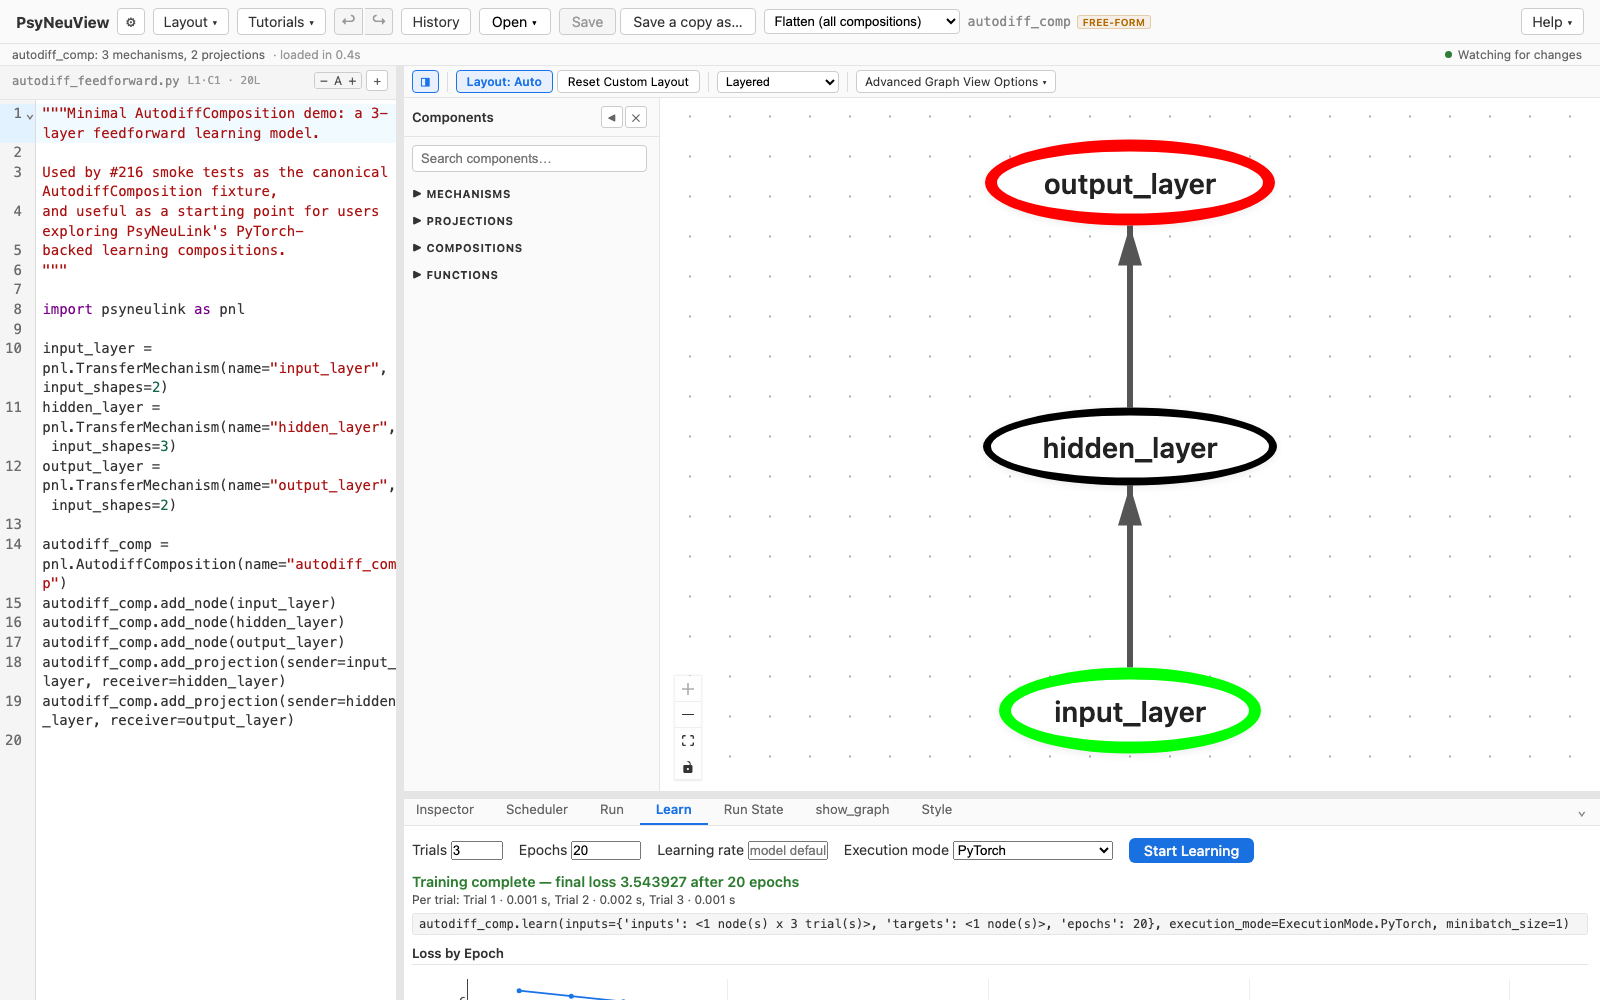 PsyNeuView ⚙ Layout ▾ Tutorials ▾ ↩ ↪ History Open ▾ Save Save a copy as... Flatten (all compositions) autodiff_comp FREE-FORM Help ▾
autodiff_comp: 3 mechanisms, 2 projections · loaded in 0.4s Watching for changes
autodiff_feedforward.py L1·C1 · 20L − A + +
Layout: Auto Reset Custom Layout Layered Advanced Graph View Options ▾
1 """Minimal AutodiffComposition demo: a 3-
layer feedforward learning model.
2
3 Used by #216 smoke tests as the canonical
AutodiffComposition fixture,
4 and useful as a starting point for users
exploring PsyNeuLink's PyTorch-
5 backed learning compositions.
6 """
7
8 import psyneulink as pnl
9
10 input_layer =
pnl.TransferMechanism(name="input_layer",
input_shapes=2)
11 hidden_layer =
pnl.TransferMechanism(name="hidden_layer",
input_shapes=3)
12 output_layer =
pnl.TransferMechanism(name="output_layer",
input_shapes=2)
13
14 autodiff_comp =
pnl.AutodiffComposition(name="autodiff_com
p")
15 autodiff_comp.add_node(input_layer)
16 autodiff_comp.add_node(hidden_layer)
17 autodiff_comp.add_node(output_layer)
18 autodiff_comp.add_projection(sender=input_
layer, receiver=hidden_layer)
19 autodiff_comp.add_projection(sender=hidden
_layer, receiver=output_layer)
20
Components ◀ ✕
Search components...
▶ MECHANISMS
▶ PROJECTIONS
▶ COMPOSITIONS
▶ FUNCTIONS
output_layer
hidden_layer
input_layer
Inspector Scheduler Run Learn Run State show_graph Style
Trials 3 Epochs 20 Learning rate model defaul Execution mode PyTorch Start Learning
Training complete — final loss 3.543927 after 20 epochs
Per trial: Trial 1 · 0.001 s, Trial 2 · 0.002 s, Trial 3 · 0.001 s
autodiff_comp.learn(inputs={'inputs': <1 node(s) x 3 trial(s)>, 'targets': <1 node(s)>, 'epochs': 20}, execution_mode=ExecutionMode.PyTorch, minibatch_size=1)
Loss by Epoch